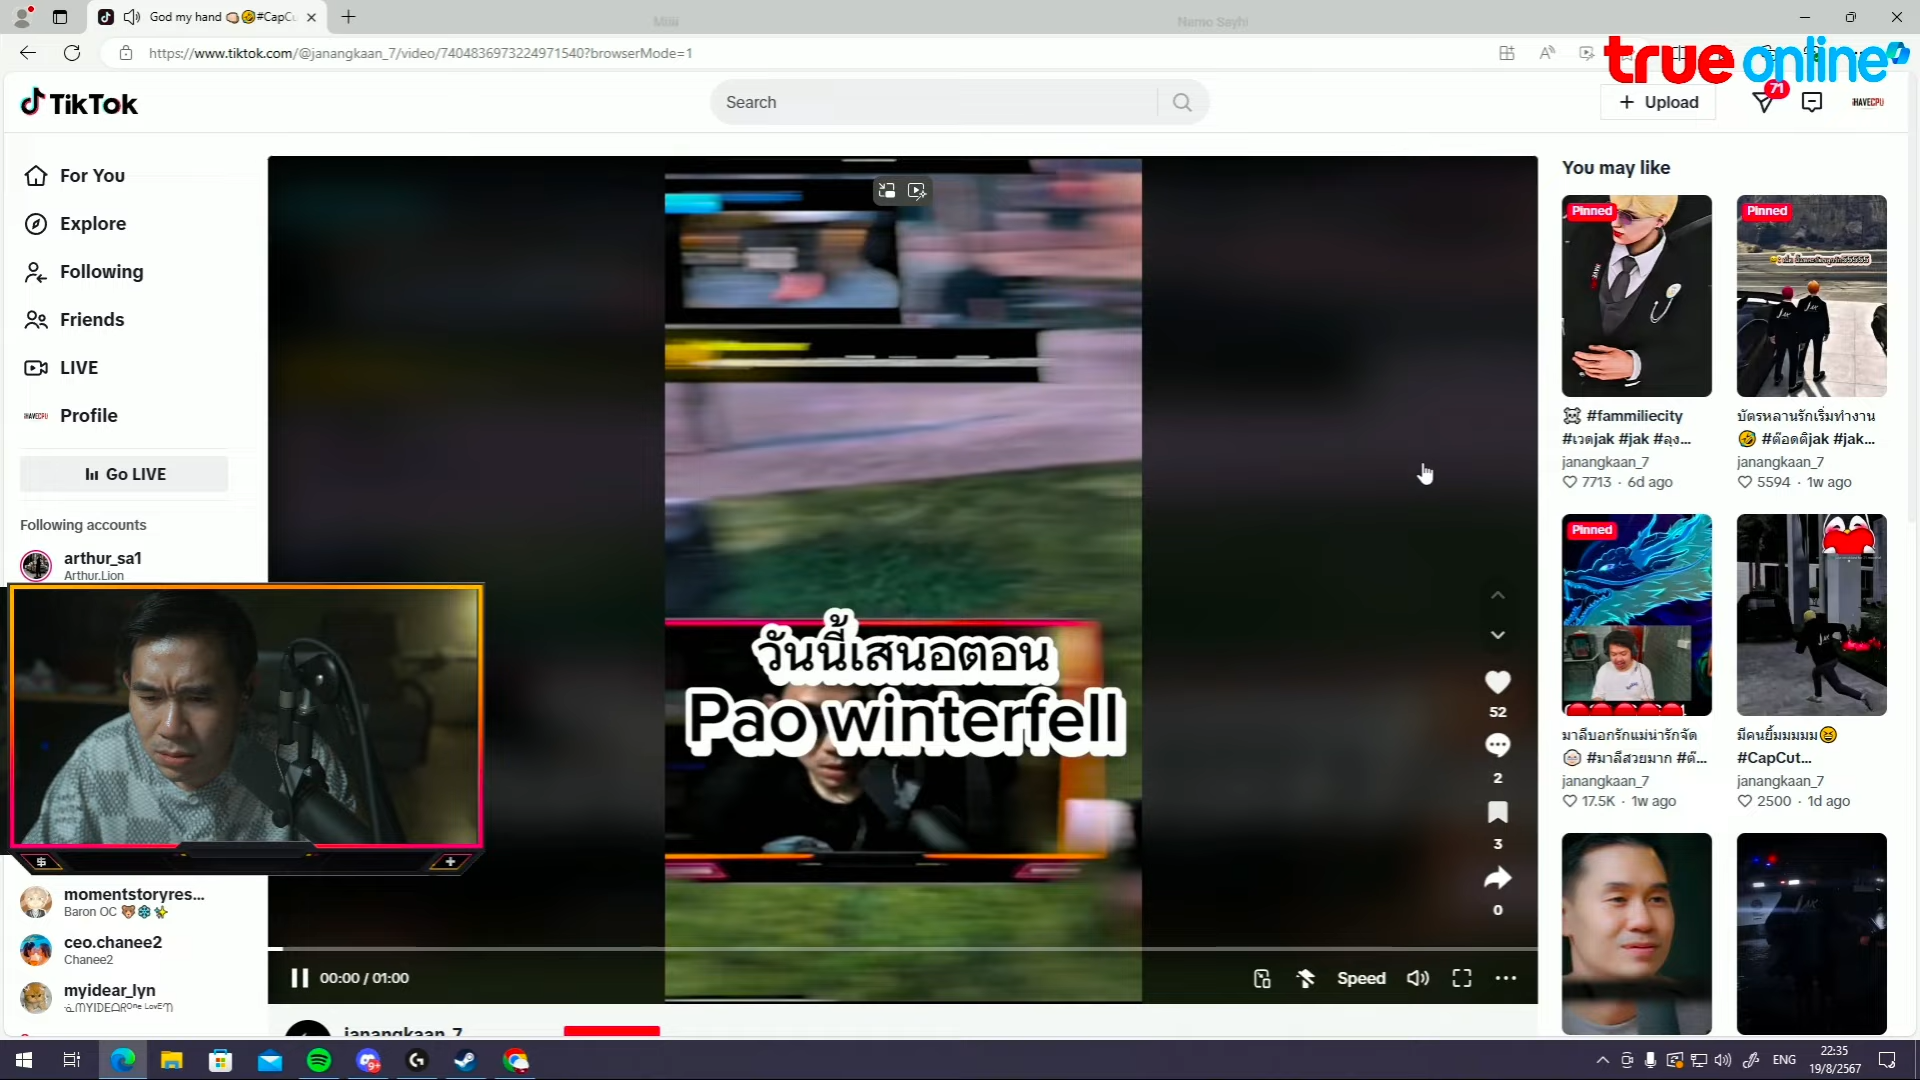 God my hand 👊🤣#CapCu
Miiii
Namo Sayhi
https://www.tiktok.com/@janangkaan_7/video/7404836973224971540?browserMode=1
true online
TikTok
Search
Upload
71
iHAVECPU
For You
Explore
Following
Friends
LIVE
iHAVECPU
Profile
Go LIVE
Following accounts
arthur_sa1
Arthur.Lion
$
momentstoryres...
Baron OC 🐻❄️✨
ceo.chanee2
Chanee2
myidear_lyn
วันนี้เสนอตอน
Pao winterfell
52
2
3
0
00:00 / 01:00
Speed
janangkaan_7
You may like
Pinned
Pinned
☠️ #fammiliecity
#เวดjak #jak #ลุง...
janangkaan_7
7713 · 6d ago
บัตรหลานรักเริ่มทำงาน
🤣 #ต๊อดติjak #jak...
janangkaan_7
5594 · 1w ago
Pinned
มาลีบอกรักแม่น่ารักจัด
#มาลีสวยมาก #ต๊...
janangkaan_7
17.5K · 1w ago
มีคนยิ้มมมมม😆
#CapCut...
janangkaan_7
2500 · 1d ago
9+
ENG
22:35
19/8/2567